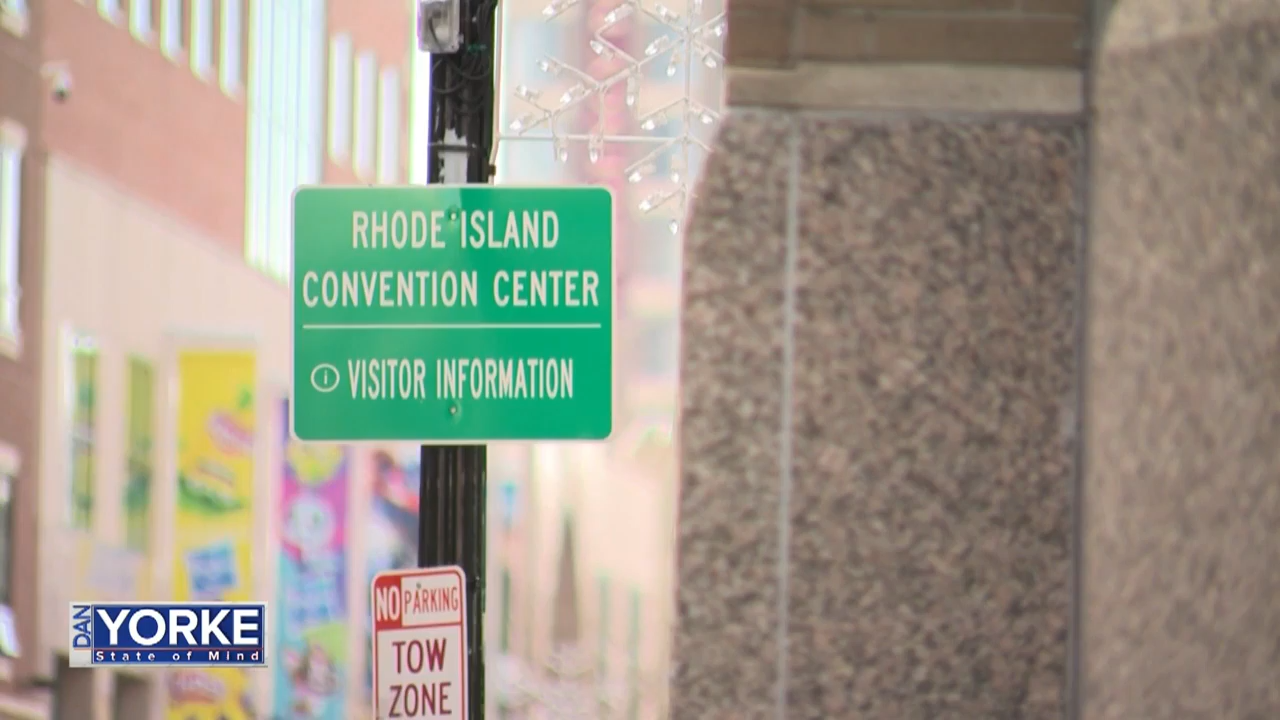 RHODE ISLAND
CONVENTION CENTER
i VISITOR INFORMATION
NO PARKING
TOW
ZONE
DAN
YORKE
State of Mind